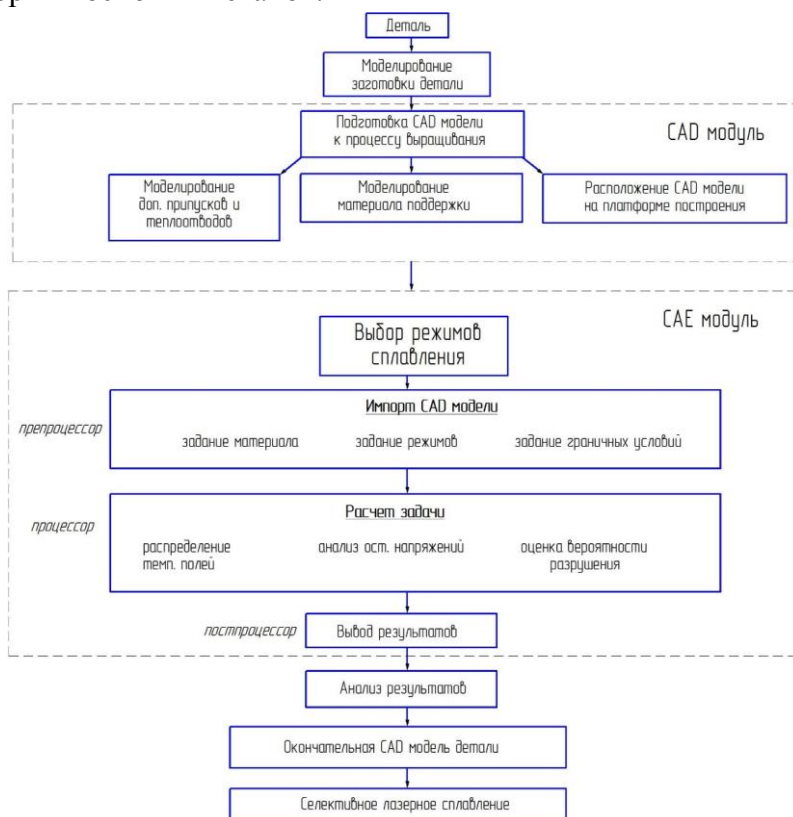 Деталь
Моделирование
заготовки детали
Подготовка CAD модели
к процессу выращивания
CAD модуль
Моделирование
доп. припусков и
теплоотводов
Моделирование
материала поддержки
Расположение CAD модели
на платформе построения
CAE модуль
Выбор режимов
сплавления
препроцессор
Импорт CAD модели
задание материала задание режимов задание граничных условий
процессор
Расчет задачи
распределение
темп. полей
анализ ост. напряжений
оценка вероятности
разрушения
постпроцессор
Вывод результатов
Анализ результатов
Окончательная CAD модель детали
Селективное лазерное сплавление